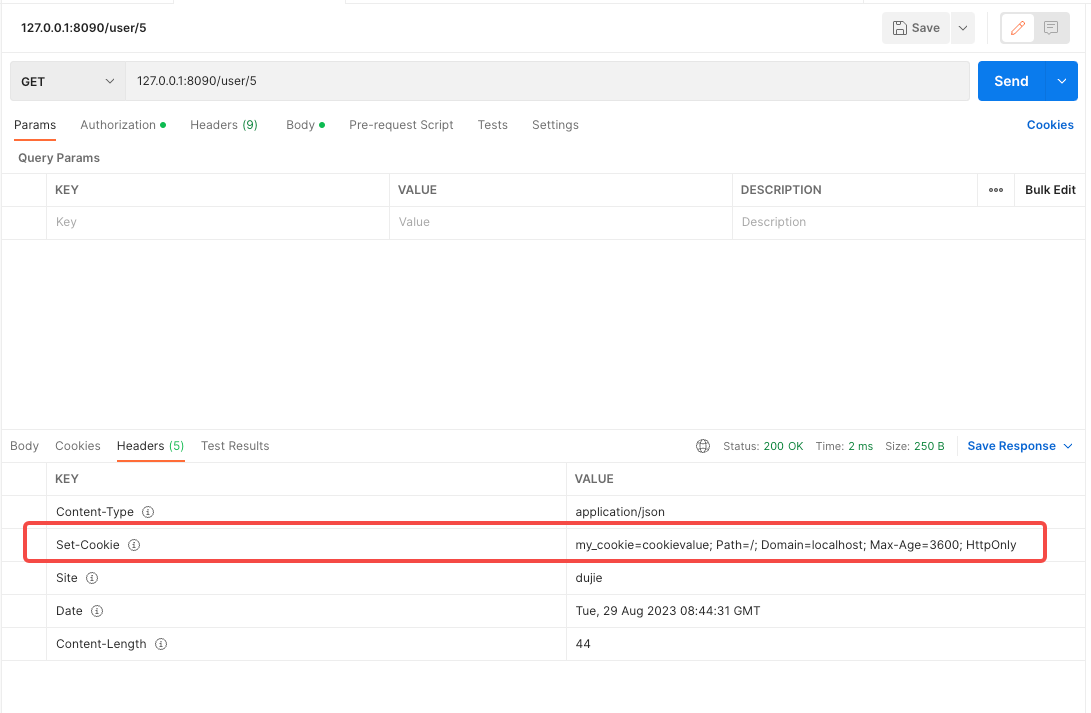 127.0.0.1:8090/user/5
Save
GET 127.0.0.1:8090/user/5 Send
Params Authorization Headers (9) Body Pre-request Script Tests Settings Cookies
Query Params
KEY VALUE DESCRIPTION ooo Bulk Edit
Key Value Description
Body Cookies Headers (5) Test Results Status: 200 OK Time: 2 ms Size: 250 B Save Response
KEY VALUE
Content-Type application/json
Set-Cookie my_cookie=cookievalue; Path=/; Domain=localhost; Max-Age=3600; HttpOnly
Site dujie
Date Tue, 29 Aug 2023 08:44:31 GMT
Content-Length 44